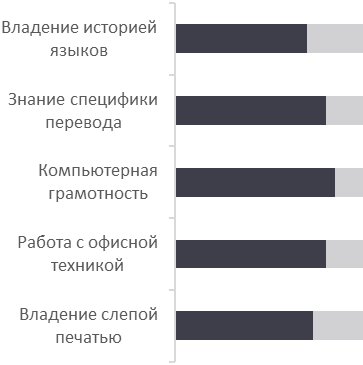 Владение историей
языков
Знание специфики
перевода
Компьютерная
грамотность
Работа с офисной
техникой
Владение слепой
печатью